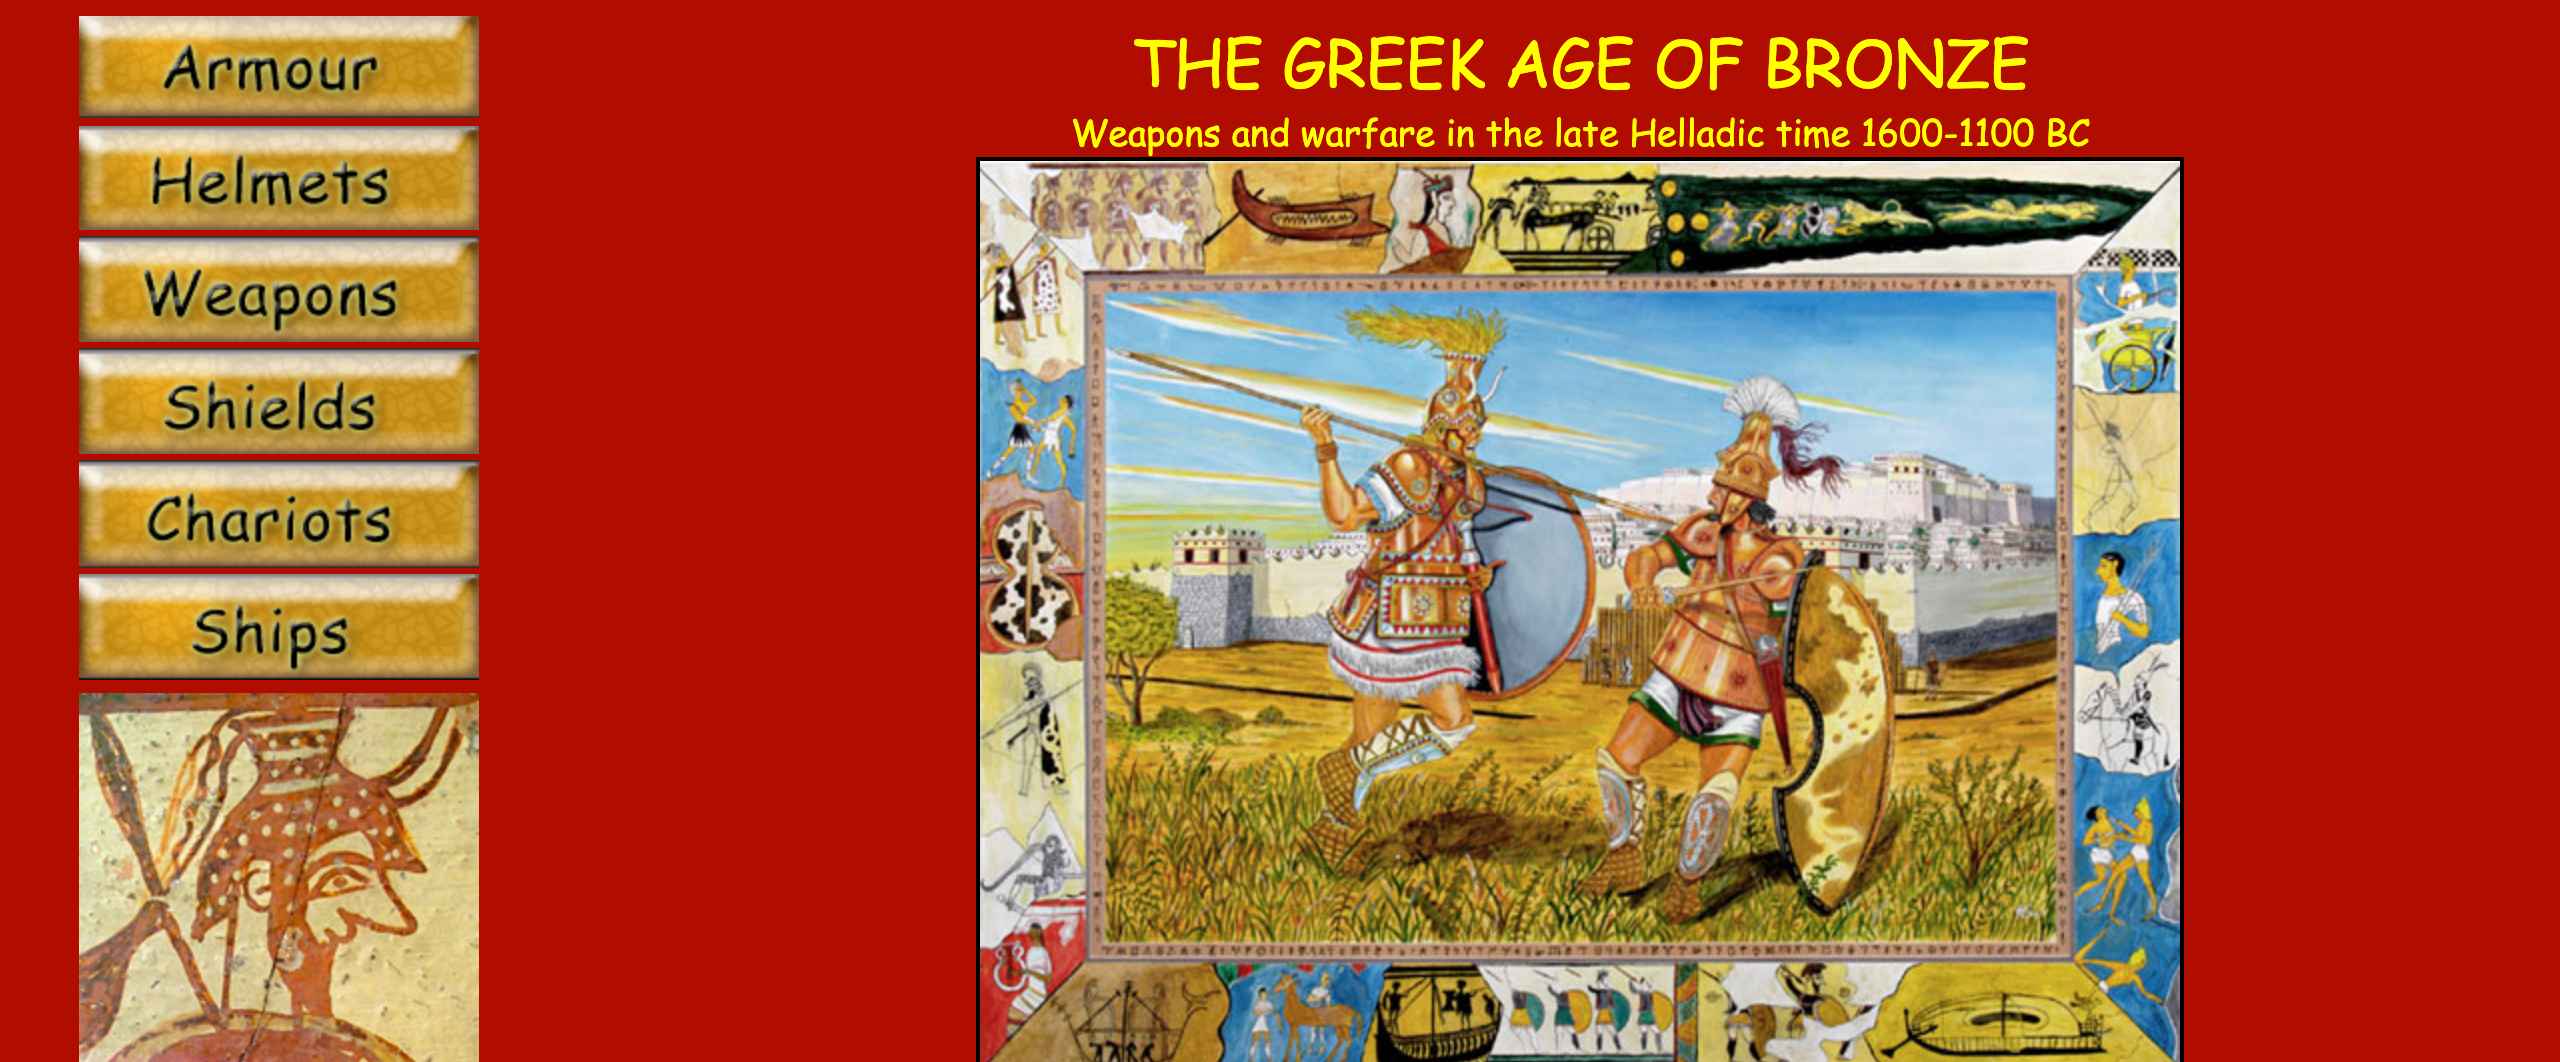 Armour
Helmets
Weapons
Shields
Chariots
Ships
THE GREEK AGE OF BRONZE
Weapons and warfare in the late Helladic time 1600-1100 BC